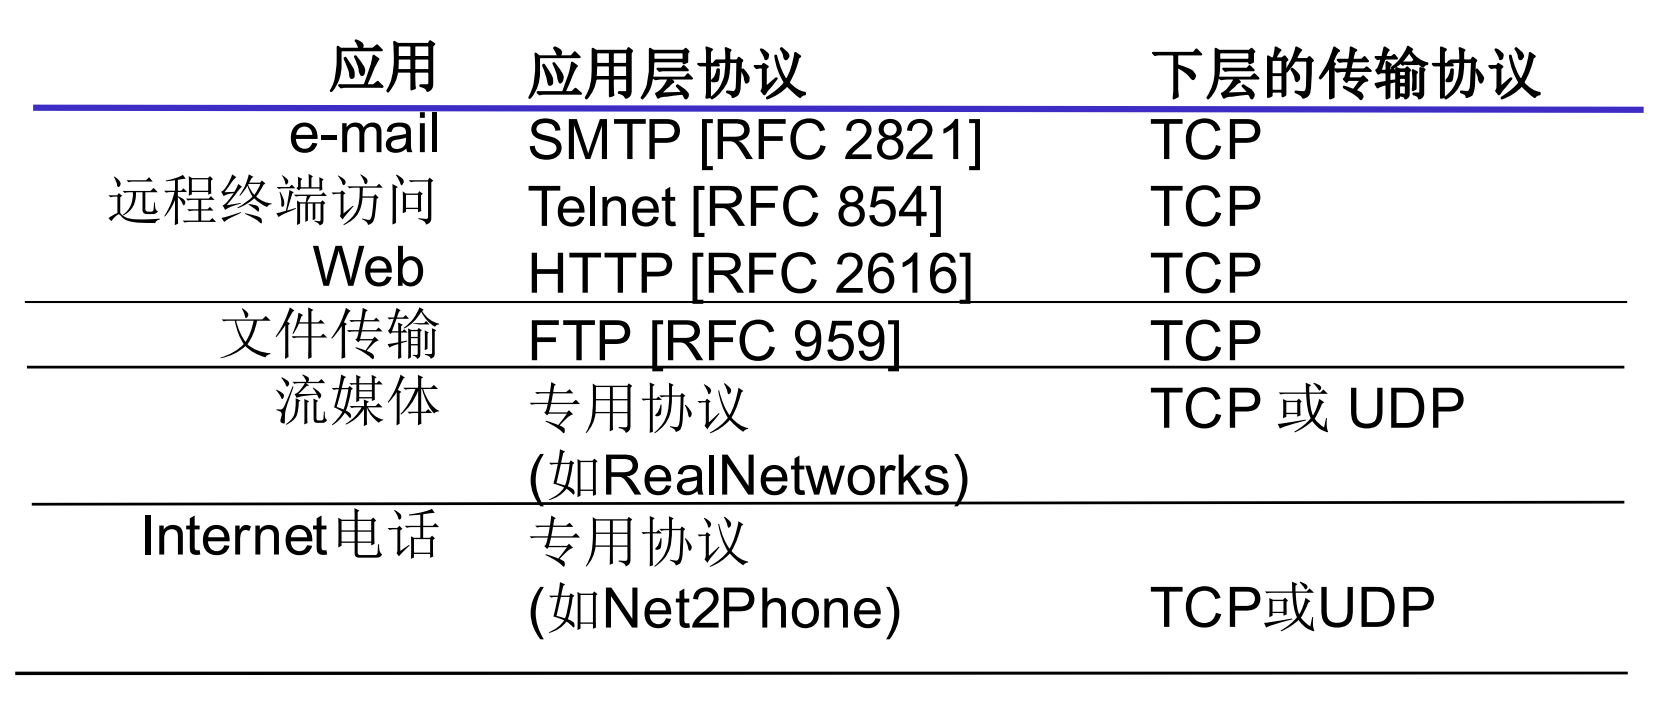 应用 应用层协议 下层的传输协议
e-mail SMTP [RFC 2821] TCP
远程终端访问 Telnet [RFC 854] TCP
Web HTTP [RFC 2616] TCP
文件传输 FTP [RFC 959] TCP
流媒体 专用协议 TCP 或 UDP
(如RealNetworks)
Internet电话 专用协议
(如Net2Phone) TCP或UDP